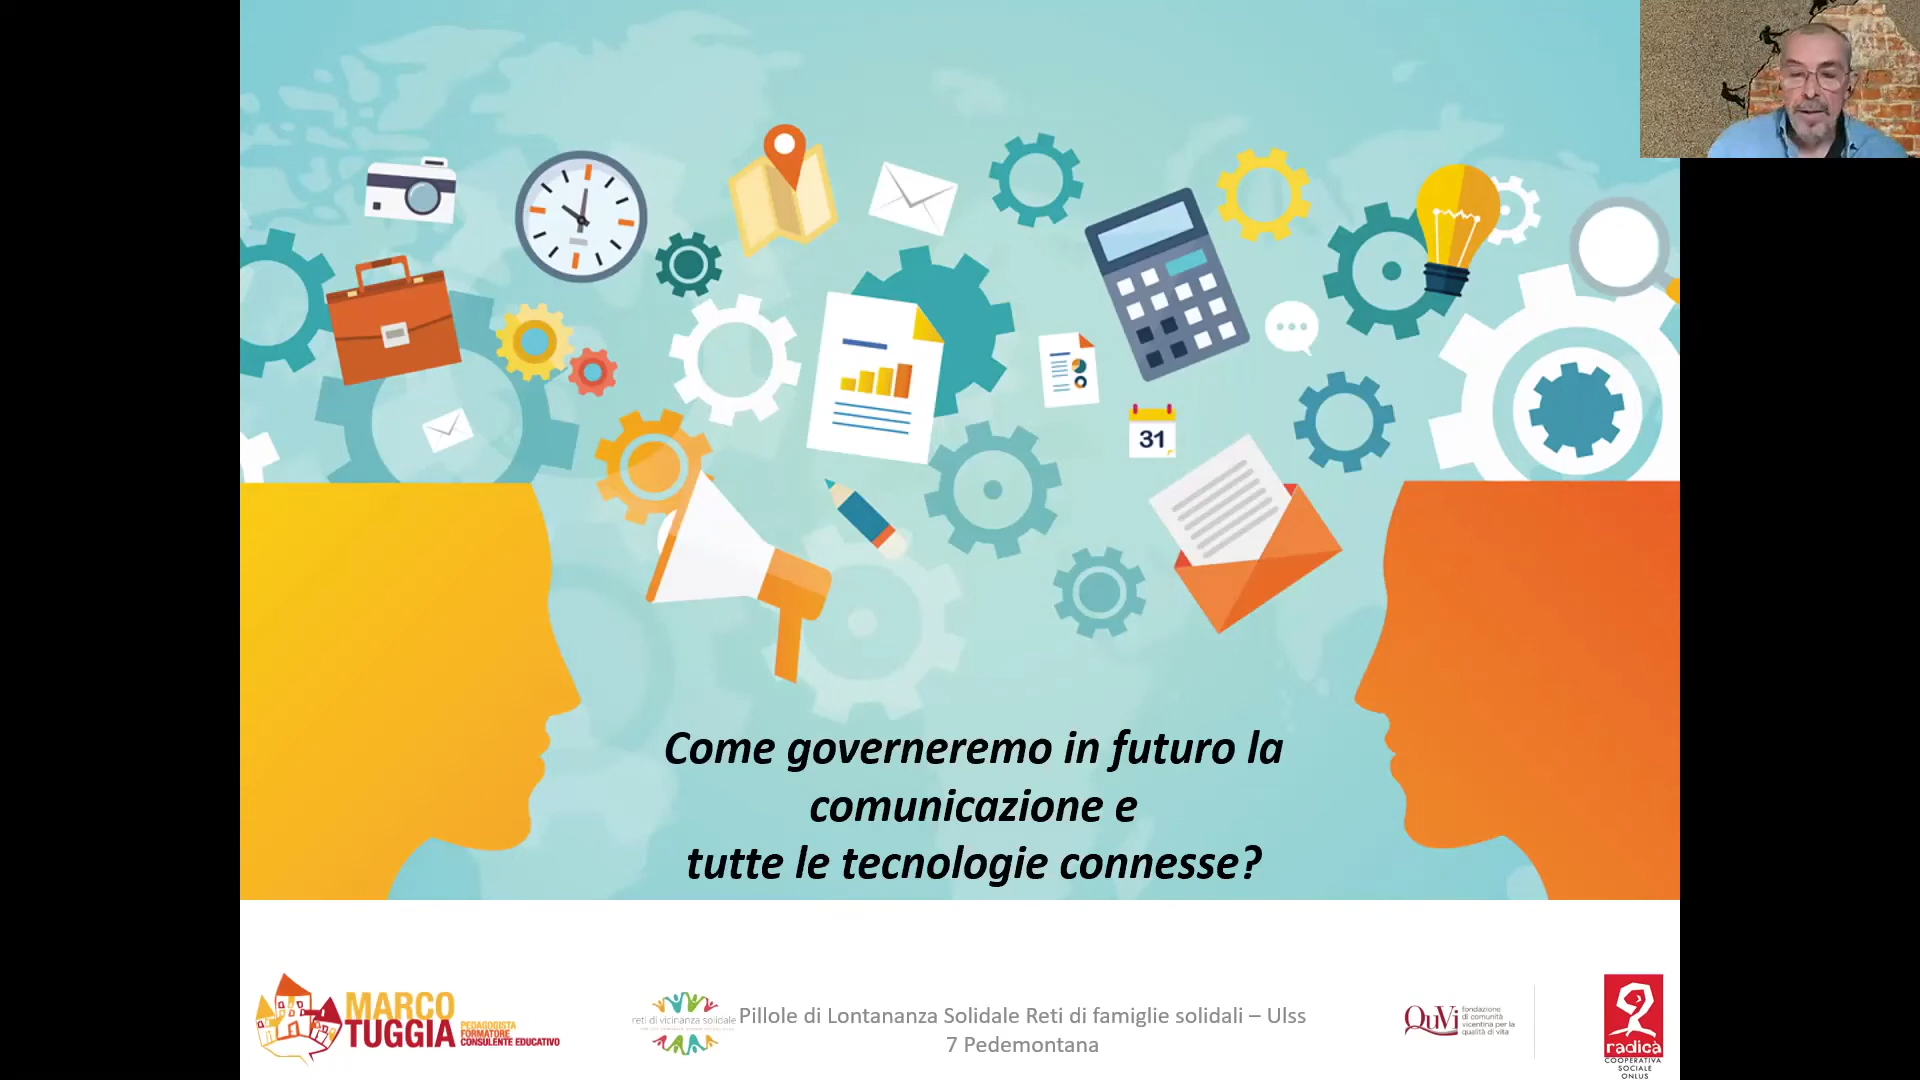 31
Come governeremo in futuro la
comunicazione e
tutte le tecnologie connesse?
MARCO
TUGGIA
PEDAGOGISTA
FORMATORE
CONSULENTE EDUCATIVO
reti di vicinanza solidale
Pillole di Lontananza Solidale Reti di famiglie solidali – Ulss
7 Pedemontana
QuVi
fondazione
di comunità
vicentina per la
qualità di vita
radicà
COOPERATIVA
SOCIALE
ONLUS